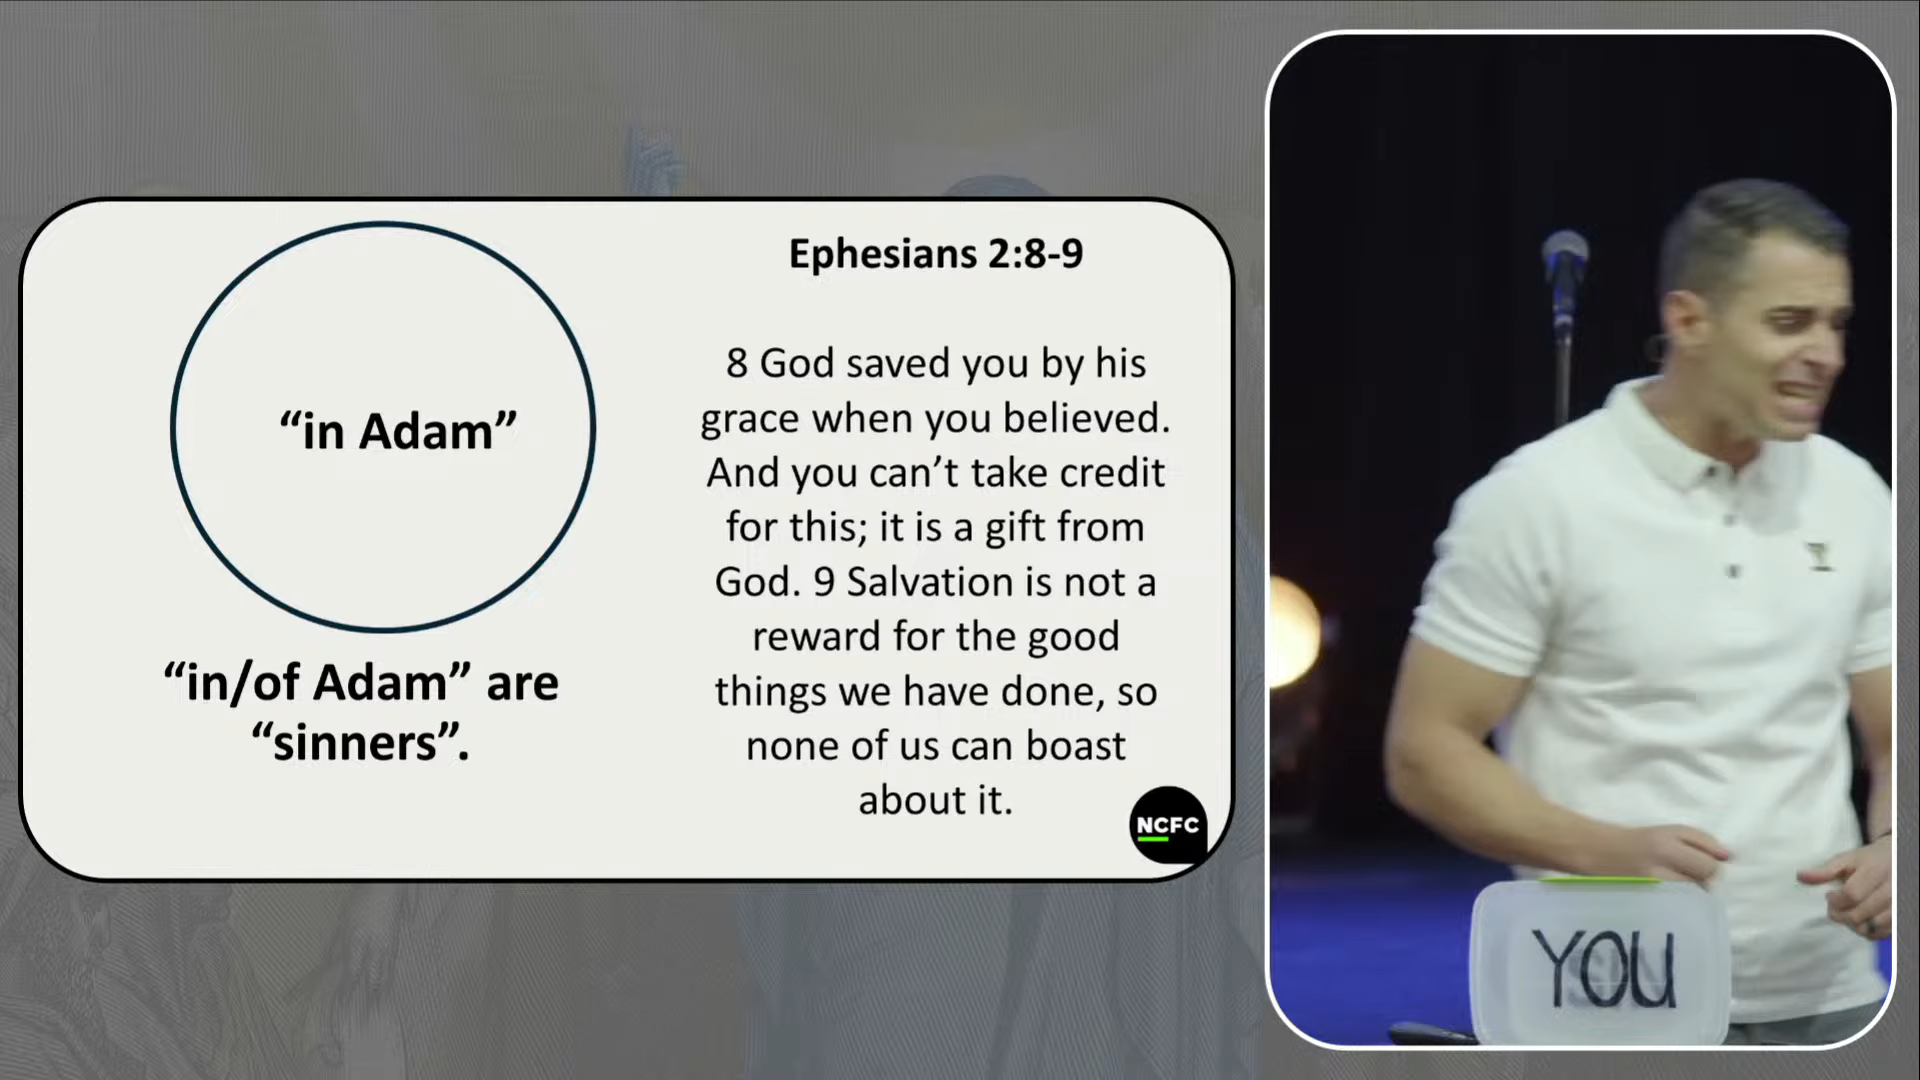 “in Adam”
“in/of Adam” are
“sinners”.
Ephesians 2:8-9
8 God saved you by his
grace when you believed.
And you can’t take credit
for this; it is a gift from
God. 9 Salvation is not a
reward for the good
things we have done, so
none of us can boast
about it.
NCFC
YOU